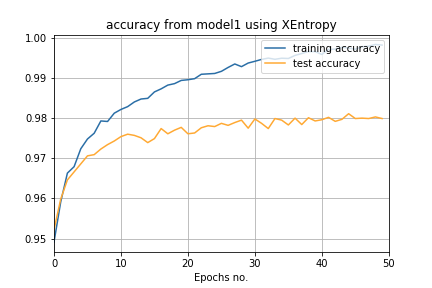 accuracy from model1 using XEntropy
1.00
0.99
0.98
0.97
0.96
0.95
training accuracy
test accuracy
0 10 20 30 40 50
Epochs no.